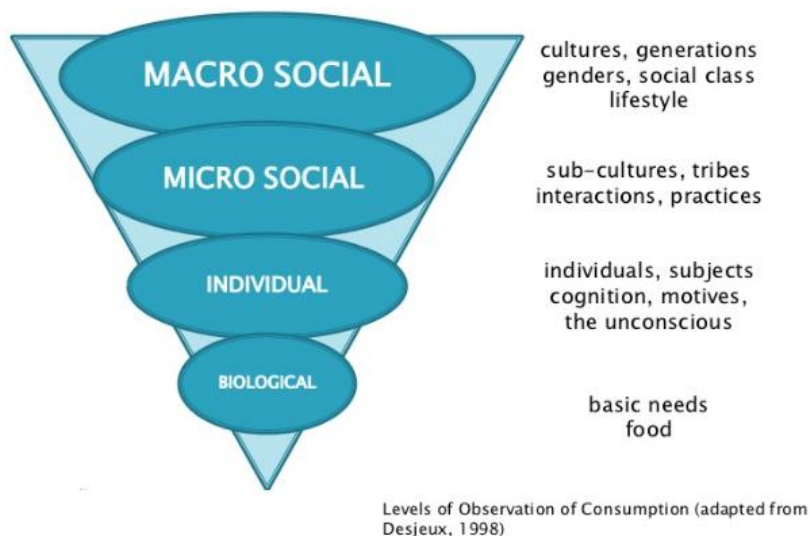 MACRO SOCIAL
cultures, generations
genders, social class
lifestyle
MICRO SOCIAL
sub-cultures, tribes
interactions, practices
INDIVIDUAL
individuals, subjects
cognition, motives,
the unconscious
BIOLOGICAL
basic needs
food
Levels of Observation of Consumption (adapted from
Desjeux, 1998)